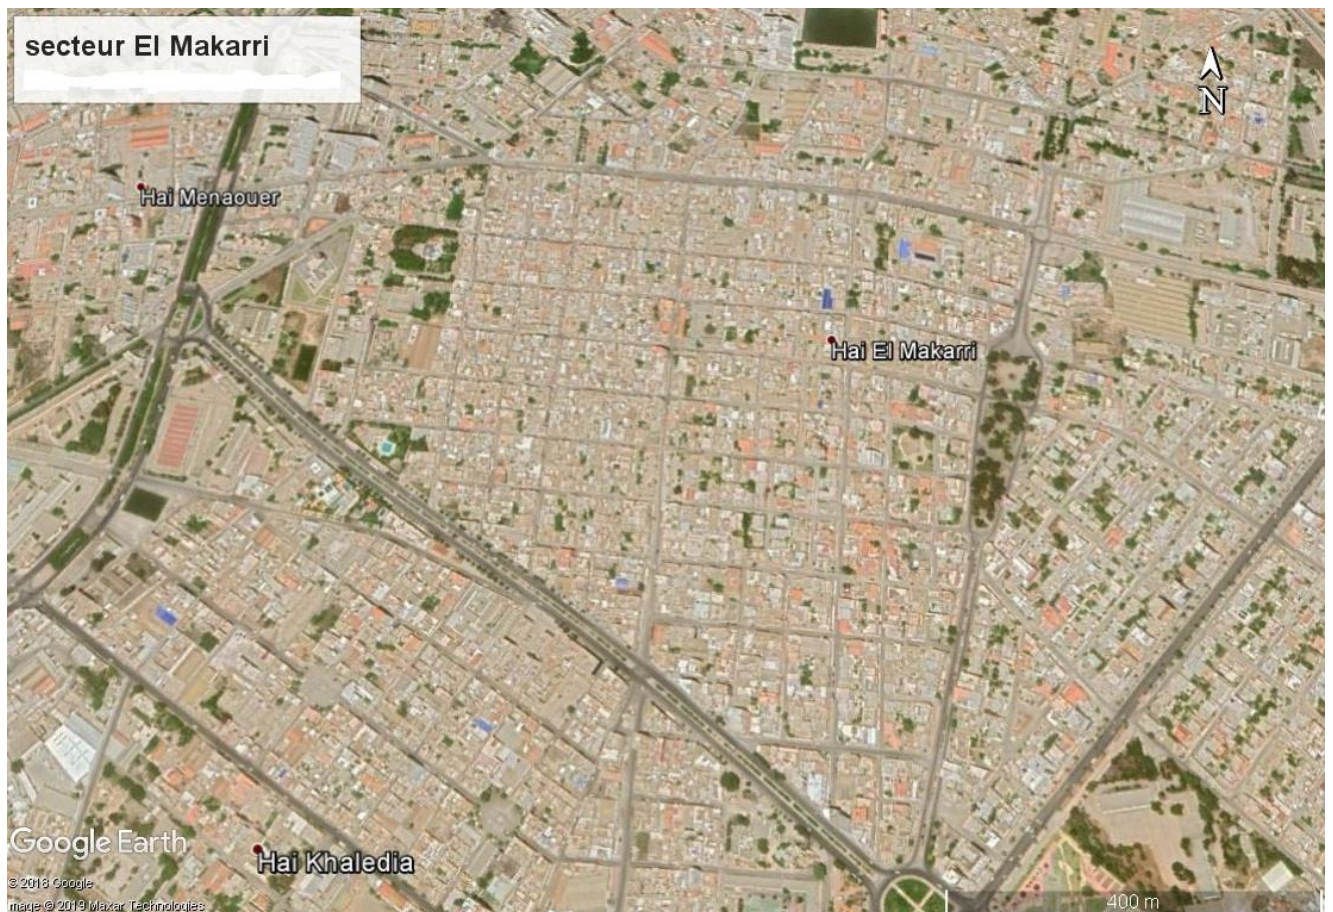 secteur El Makarri
N
Hai Menaouer
Hai El Makarri
Google Earth
Hai Khaledia
© 2018 Google
mage © 2019 Maxar Technologies
400 m